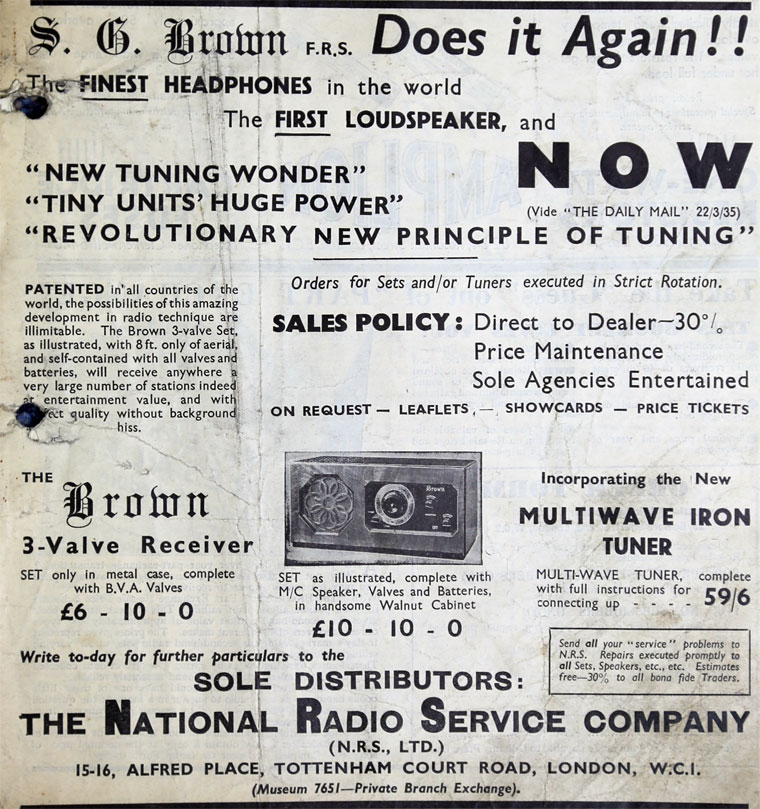 S. G. Brown F.R.S. Does it Again!!
The FINEST HEADPHONES in the world
The FIRST LOUDSPEAKER, and
NOW
"NEW TUNING WONDER"
"TINY UNITS' HUGE POWER"
(Vide "THE DAILY MAIL" 22/3/35)
"REVOLUTIONARY NEW PRINCIPLE OF TUNING"
PATENTED in all countries of the
world, the possibilities of this amazing
development in radio technique are
illimitable. The Brown 3-valve Set,
as illustrated, with 8 ft. only of aerial,
and self-contained with all valves and
batteries, will receive anywhere a
very large number of stations indeed
at entertainment value, and with
quality without background
hiss.
Orders for Sets and/or Tuners executed in Strict Rotation.
SALES POLICY: Direct to Dealer—30%
Price Maintenance
Sole Agencies Entertained
ON REQUEST — LEAFLETS, — SHOWCARDS — PRICE TICKETS
THE
Brown
3-Valve Receiver
SET only in metal case, complete
with B.V.A. Valves
£6 - 10 - 0
Brown
SET as illustrated, complete with
M/C Speaker, Valves and Batteries,
in handsome Walnut Cabinet
£10 - 10 - 0
Incorporating the New
MULTIWAVE IRON
TUNER
MULTI-WAVE TUNER, complete
with full instructions for
connecting up - - - - 59/6
Send all your "service" problems to
N.R.S. Repairs executed promptly to
all Sets, Speakers, etc., etc. Estimates
free—30% to all bona fide Traders.
Write to-day for further particulars to the
SOLE DISTRIBUTORS:
THE NATIONAL RADIO SERVICE COMPANY
(N.R.S., LTD.)
15-16, ALFRED PLACE, TOTTENHAM COURT ROAD, LONDON, W.C.1.
(Museum 7651—Private Branch Exchange).